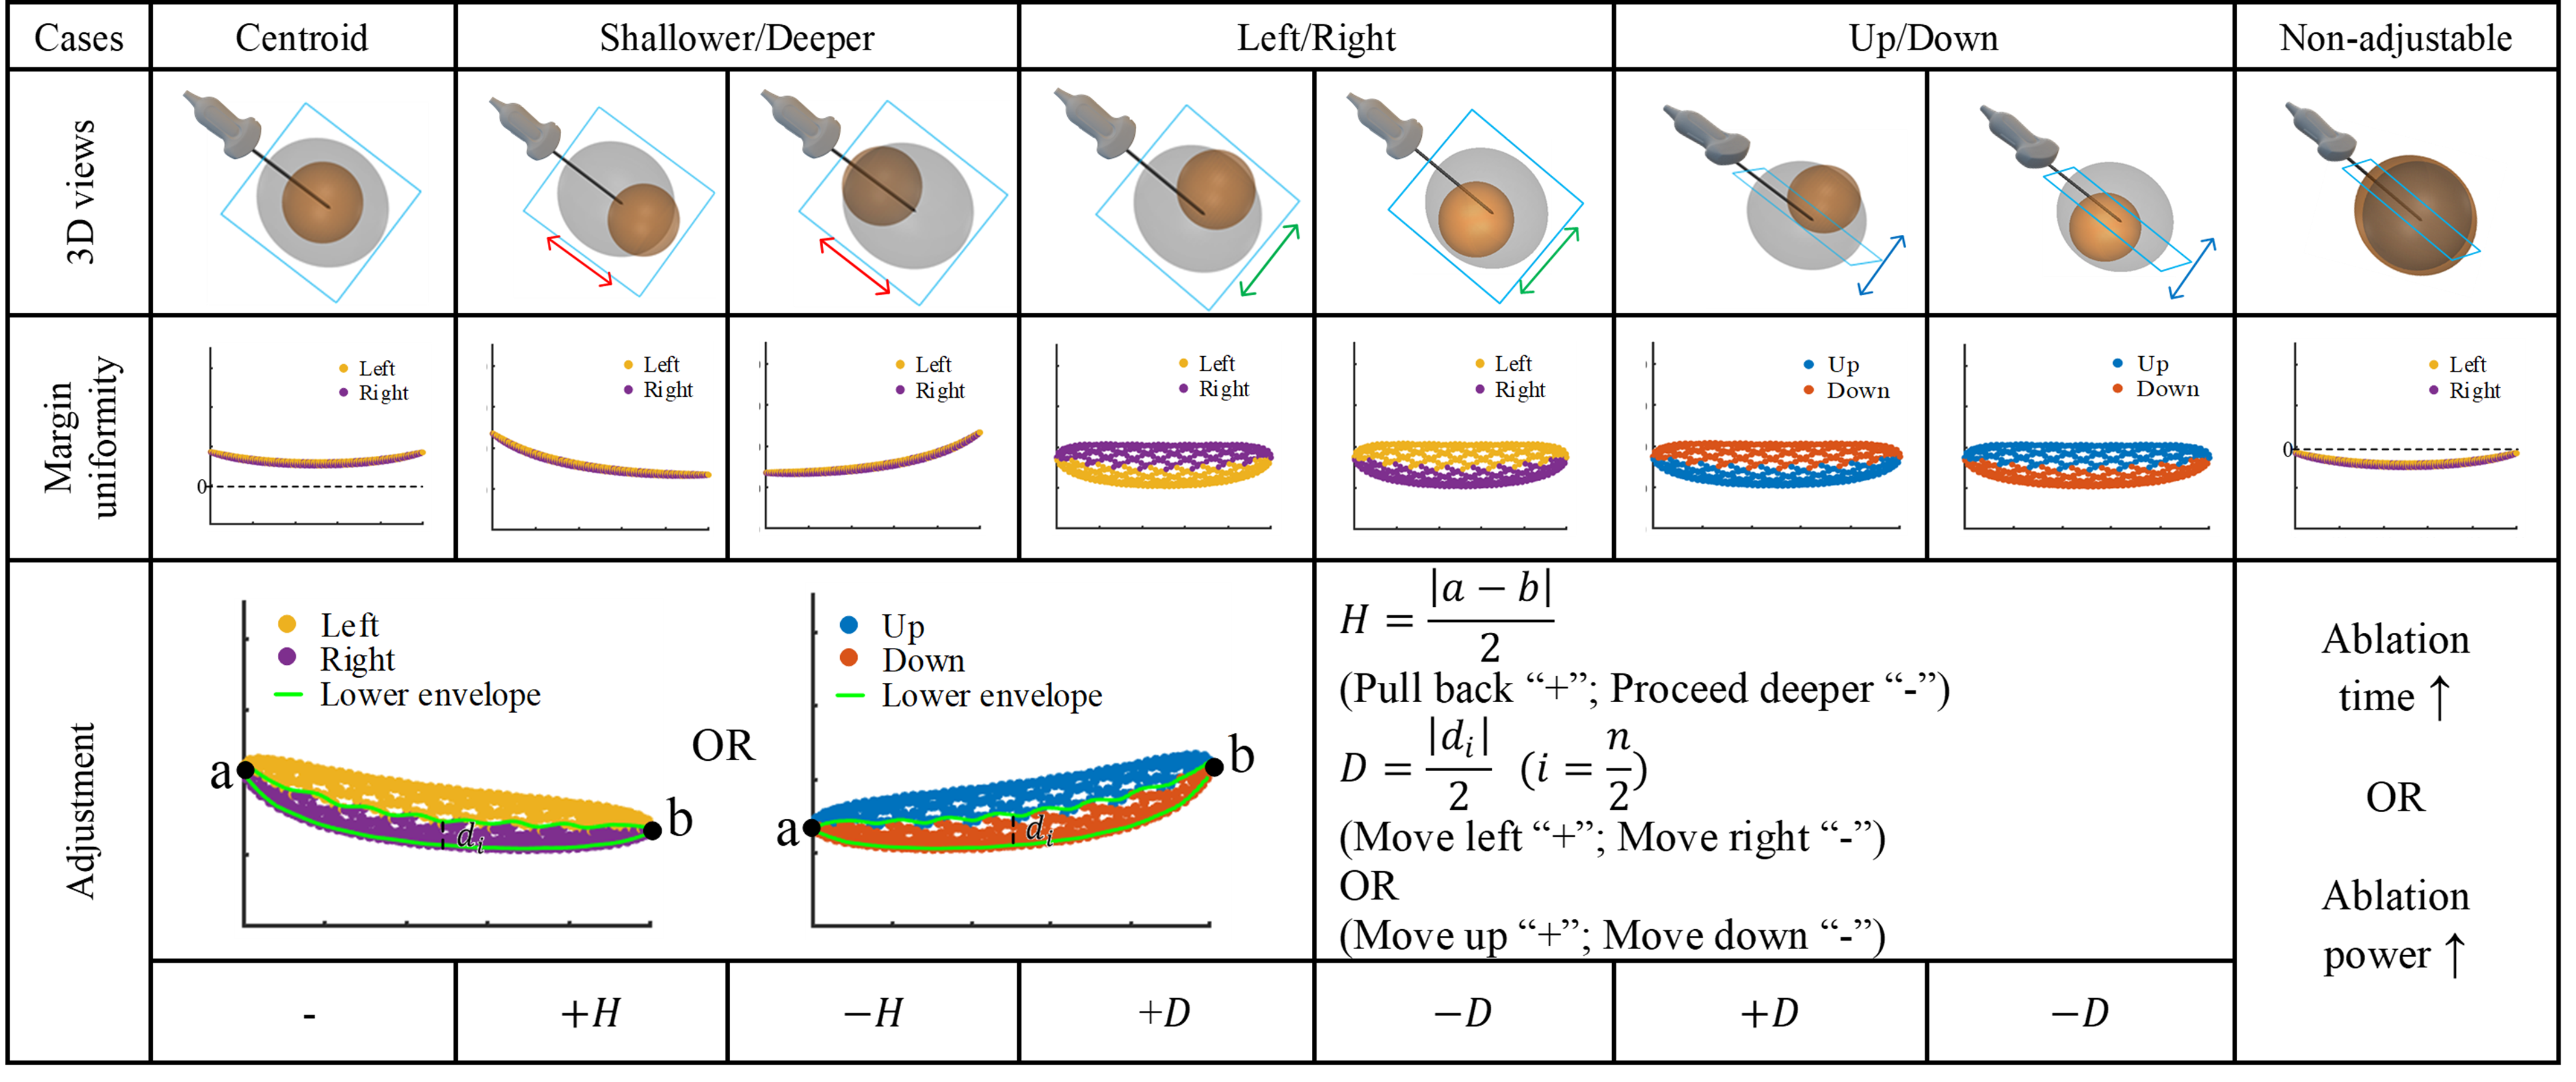 Cases
Centroid
Shallower/Deeper
Left/Right
Up/Down
Non-adjustable
3D views
Margin
uniformity
Left
Right
0
Left
Right
Left
Right
Left
Right
Left
Right
Up
Down
Up
Down
Left
Right
0
Adjustment
Left
Right
Lower envelope
a
b
d_i
OR
Up
Down
Lower envelope
a
b
d_i
H = |a − b| / 2
(Pull back “+”; Proceed deeper “-”)
D = |d_i| / 2 (i = n/2)
(Move left “+”; Move right “-”)
OR
(Move up “+”; Move down “-”)
Ablation
time ↑
OR
Ablation
power ↑
-
+H
−H
+D
−D
+D
−D